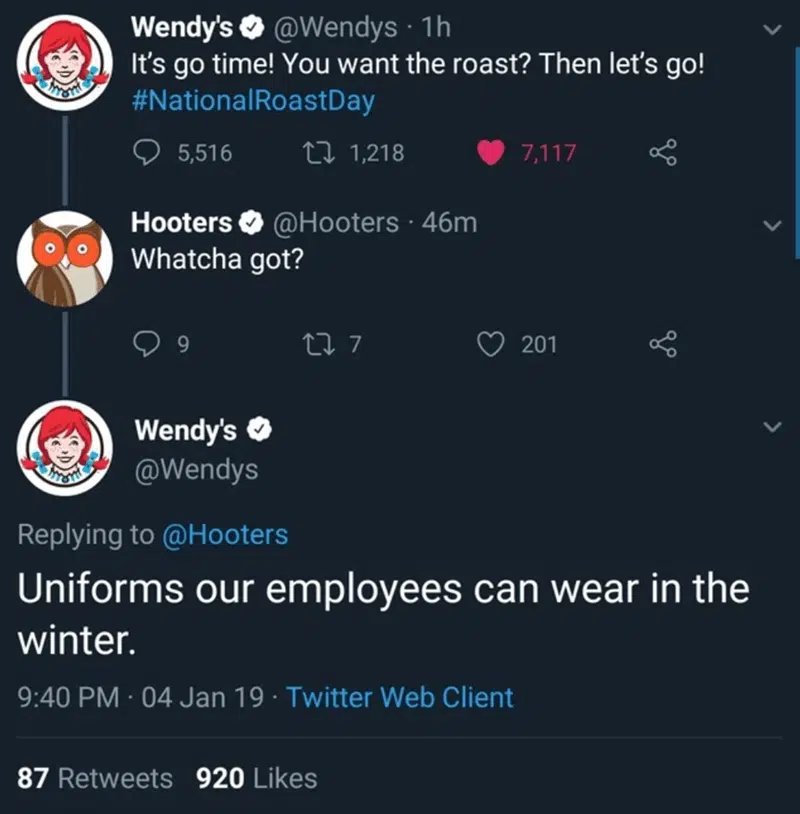 Wendy's @Wendys · 1h
It's go time! You want the roast? Then let's go!
#NationalRoastDay
5,516 1,218 7,117
Hooters @Hooters · 46m
Whatcha got?
9 7 201
Wendy's
@Wendys
Replying to @Hooters
Uniforms our employees can wear in the
winter.
9:40 PM · 04 Jan 19 · Twitter Web Client
87 Retweets 920 Likes